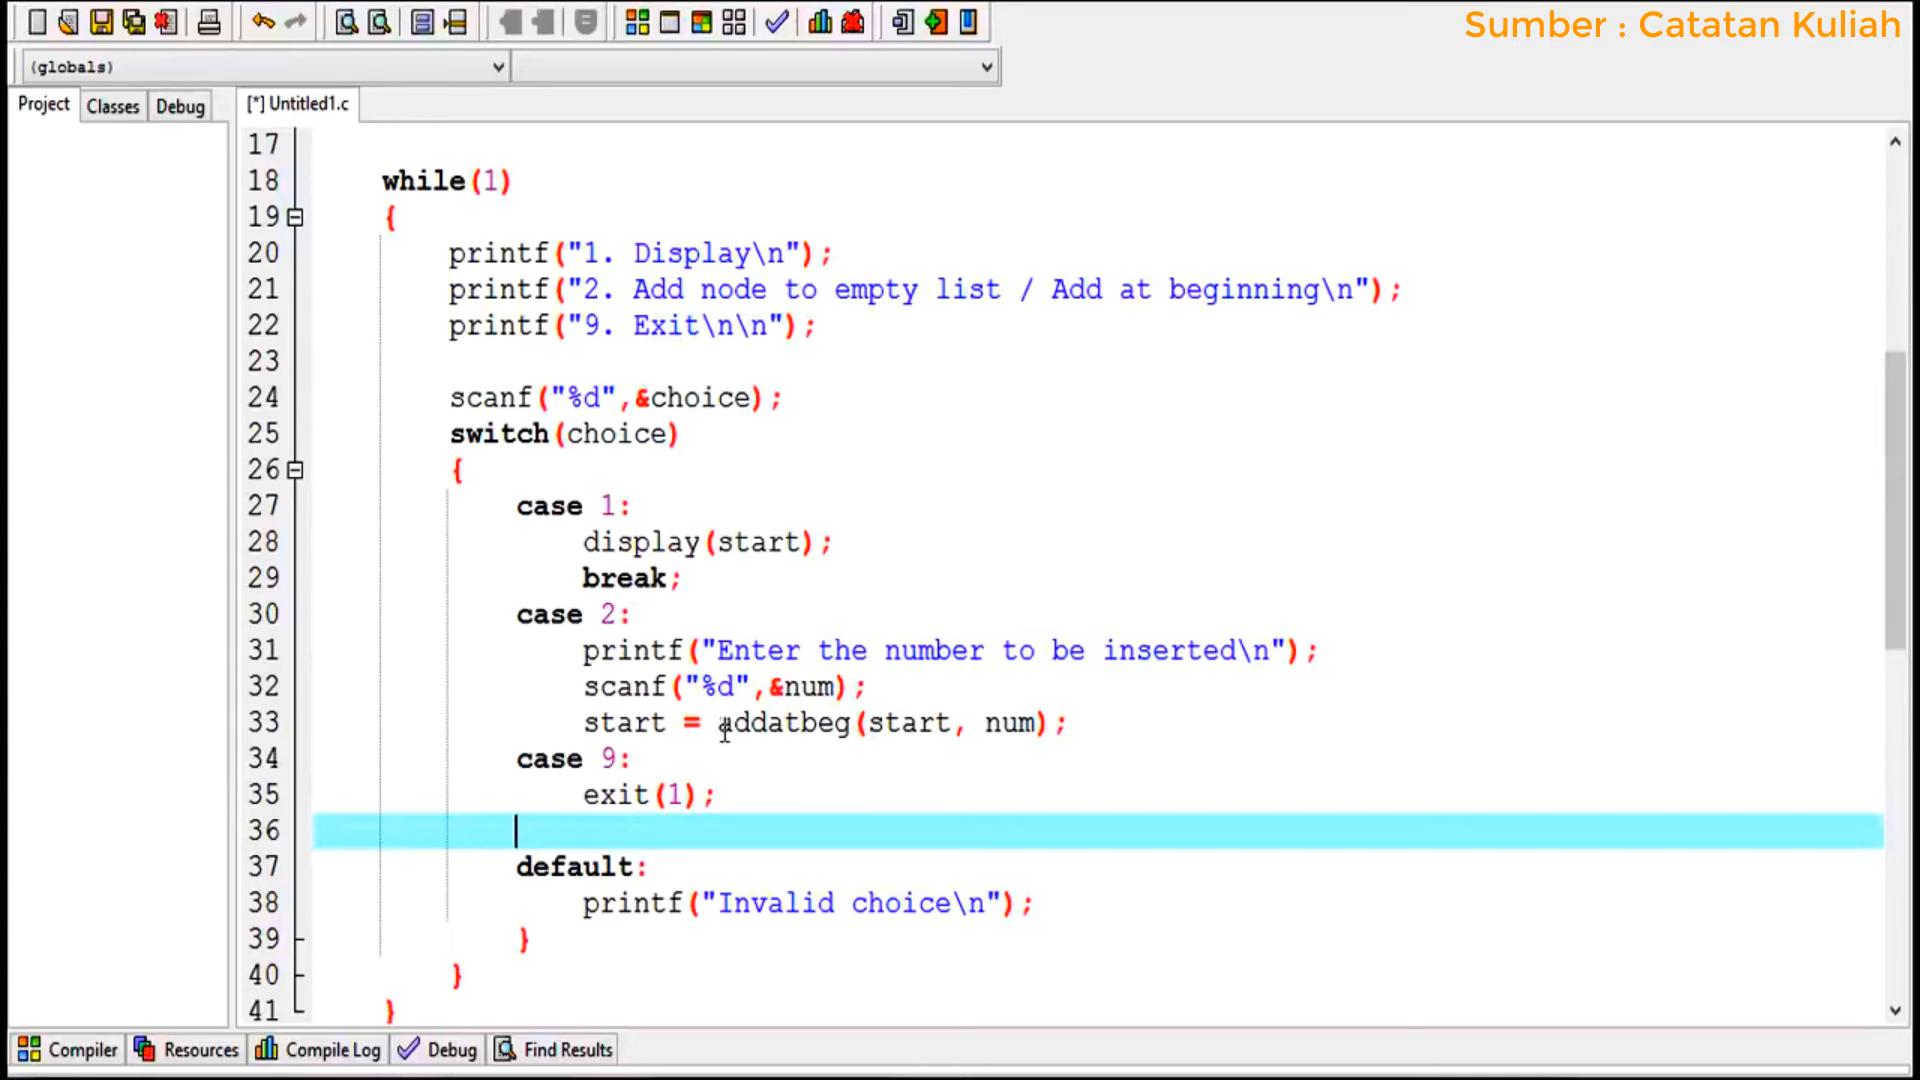 Sumber : Catatan Kuliah
(globals)
Project Classes Debug [*] Untitled1.c
17
18 while(1)
19 {
20 printf("1. Display\n");
21 printf("2. Add node to empty list / Add at beginning\n");
22 printf("9. Exit\n\n");
23
24 scanf("%d",&choice);
25 switch(choice)
26 {
27 case 1:
28 display(start);
29 break;
30 case 2:
31 printf("Enter the number to be inserted\n");
32 scanf("%d",&num);
33 start = addatbeg(start, num);
34 case 9:
35 exit(1);
36
37 default:
38 printf("Invalid choice\n");
39 }
40 }
41 }
Compiler Resources Compile Log Debug Find Results